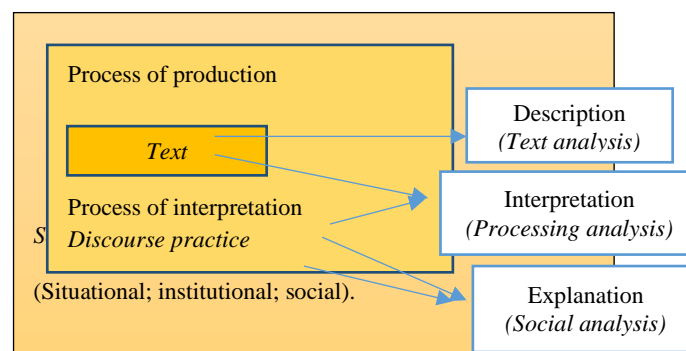 Process of production
Text
Process of interpretation
Discourse practice
S
(Situational; institutional; social).
Description
(Text analysis)
Interpretation
(Processing analysis)
Explanation
(Social analysis)